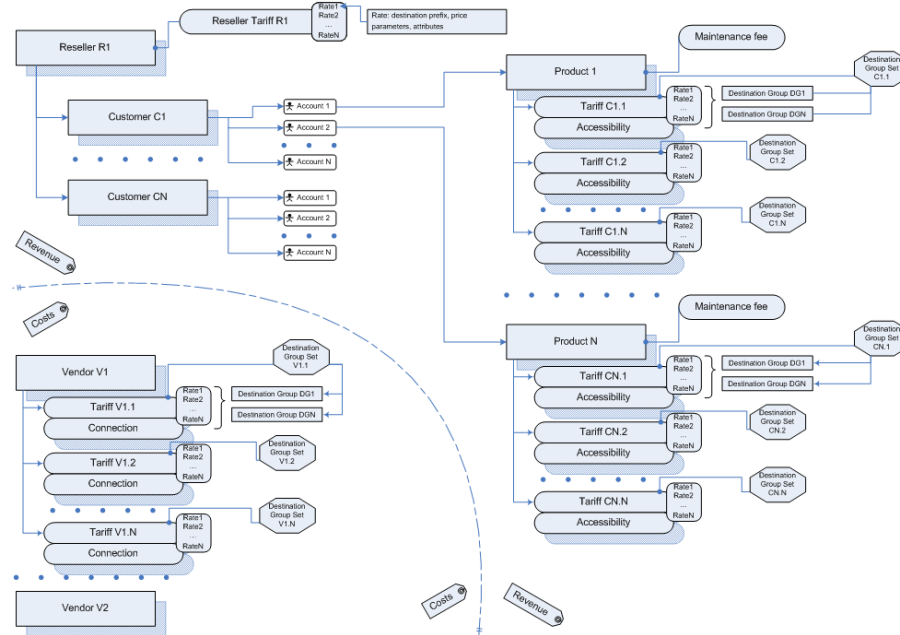 Reseller R1
Reseller Tariff R1
Rate1
Rate2
...
RateN
Rate: destination prefix, price
parameters, attributes
Customer C1
Account 1
Account 2
Account N
Customer CN
Account 1
Account 2
Account N
Revenue
Costs
Product 1
Maintenance fee
Destination
Group Set
C1.1
Tariff C1.1
Accessibility
Rate1
Rate2
...
RateN
Destination Group DG1
Destination Group DGN
Tariff C1.2
Accessibility
Rate1
Rate2
...
RateN
Destination
Group Set
C1.2
Tariff C1.N
Accessibility
Rate1
Rate2
...
RateN
Destination
Group Set
C1.N
Product N
Maintenance fee
Destination
Group Set
CN.1
Tariff CN.1
Accessibility
Rate1
Rate2
...
RateN
Destination Group DG1
Destination Group DGN
Tariff CN.2
Accessibility
Rate1
Rate2
...
RateN
Destination
Group Set
CN.2
Tariff CN.N
Accessibility
Rate1
Rate2
...
RateN
Destination
Group Set
CN.N
Vendor V1
Destination
Group Set
V1.1
Tariff V1.1
Connection
Rate1
Rate2
...
RateN
Destination Group DG1
Destination Group DGN
Tariff V1.2
Connection
Rate1
Rate2
...
RateN
Destination
Group Set
V1.2
Tariff V1.N
Connection
Rate1
Rate2
...
RateN
Destination
Group Set
V1.N
Vendor V2
Costs
Revenue